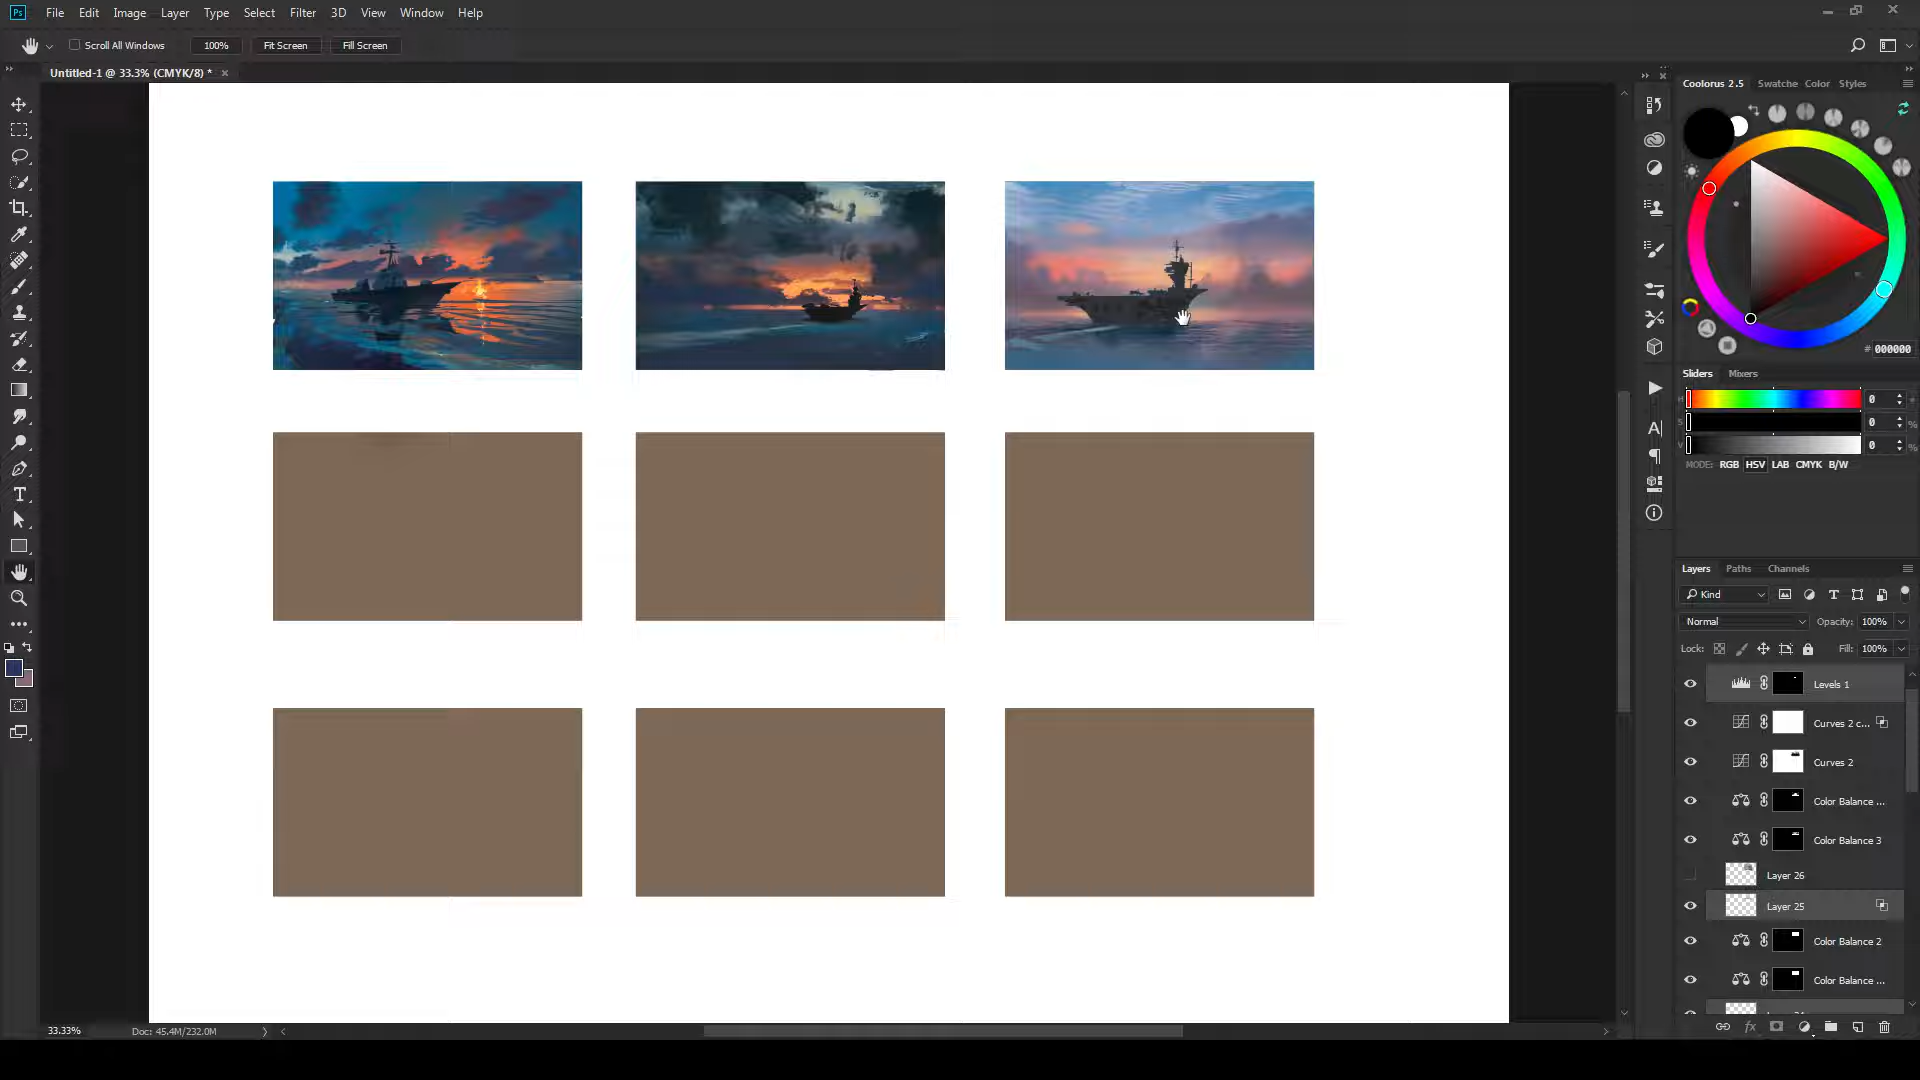 Ps File Edit Image Layer Type Select Filter 3D View Window Help
Scroll All Windows 100% Fit Screen Fill Screen
Untitled-1 @ 33.3% (CMYK/8) *
Coolorus 2.5 Swatche Color Styles
# 000000
Sliders Mixers
H 0
S 0 %
V 0 %
MODE: RGB HSV LAB CMYK B/W
Layers Paths Channels
Kind
Normal Opacity: 100%
Lock: Fill: 100%
Levels 1
Curves 2 c...
Curves 2
Color Balance ...
Color Balance 3
Layer 26
Layer 25
Color Balance 2
Color Balance ...
33.33% Doc: 45.4M/232.0M